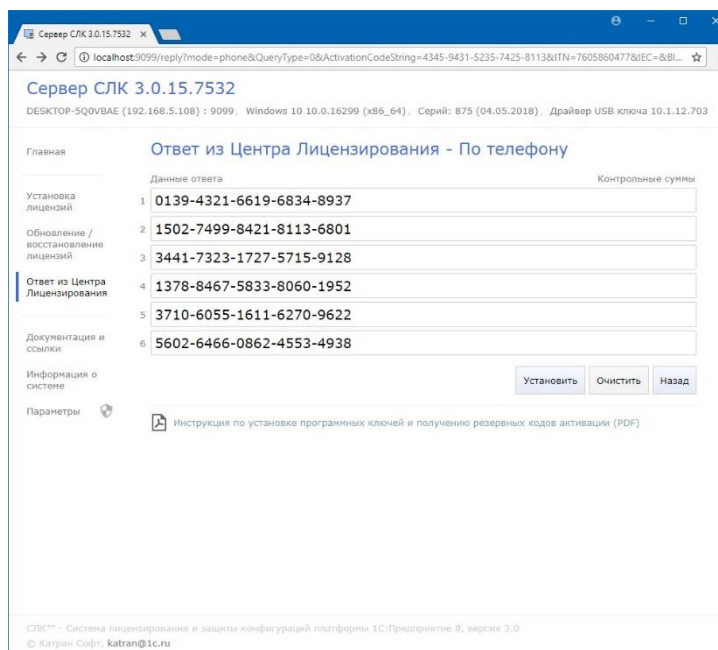 Сервер СЛК 3.0.15.7532
localhost:9099/reply?mode=phone&QueryType=0&ActivationCodeString=4345-9431-5235-7425-8113&ITN=7605860477&IEC=&Bl...
Сервер СЛК 3.0.15.7532
DESKTOP-5Q0VBAE (192.168.5.108) : 9099, Windows 10 10.0.16299 (x86_64), Серий: 875 (04.05.2018), Драйвер USB ключа 10.1.12.703
Главная
Установка
лицензий
Обновление /
восстановление
лицензий
Ответ из Центра
Лицензирования
Документация и
ссылки
Информация о
системе
Параметры
Ответ из Центра Лицензирования - По телефону
Данные ответа Контрольные суммы
1 0139-4321-6619-6834-8937
2 1502-7499-8421-8113-6801
3 3441-7323-1727-5715-9128
4 1378-8467-5833-8060-1952
5 3710-6055-1611-6270-9622
6 5602-6466-0862-4553-4938
Установить Очистить Назад
Инструкция по установке программных ключей и получению резервных кодов активации (PDF)
СЛК™ - Система лицензирования и защиты конфигураций платформы 1С:Предприятие 8, версия 3.0
© Катран Софт, katran@1c.ru